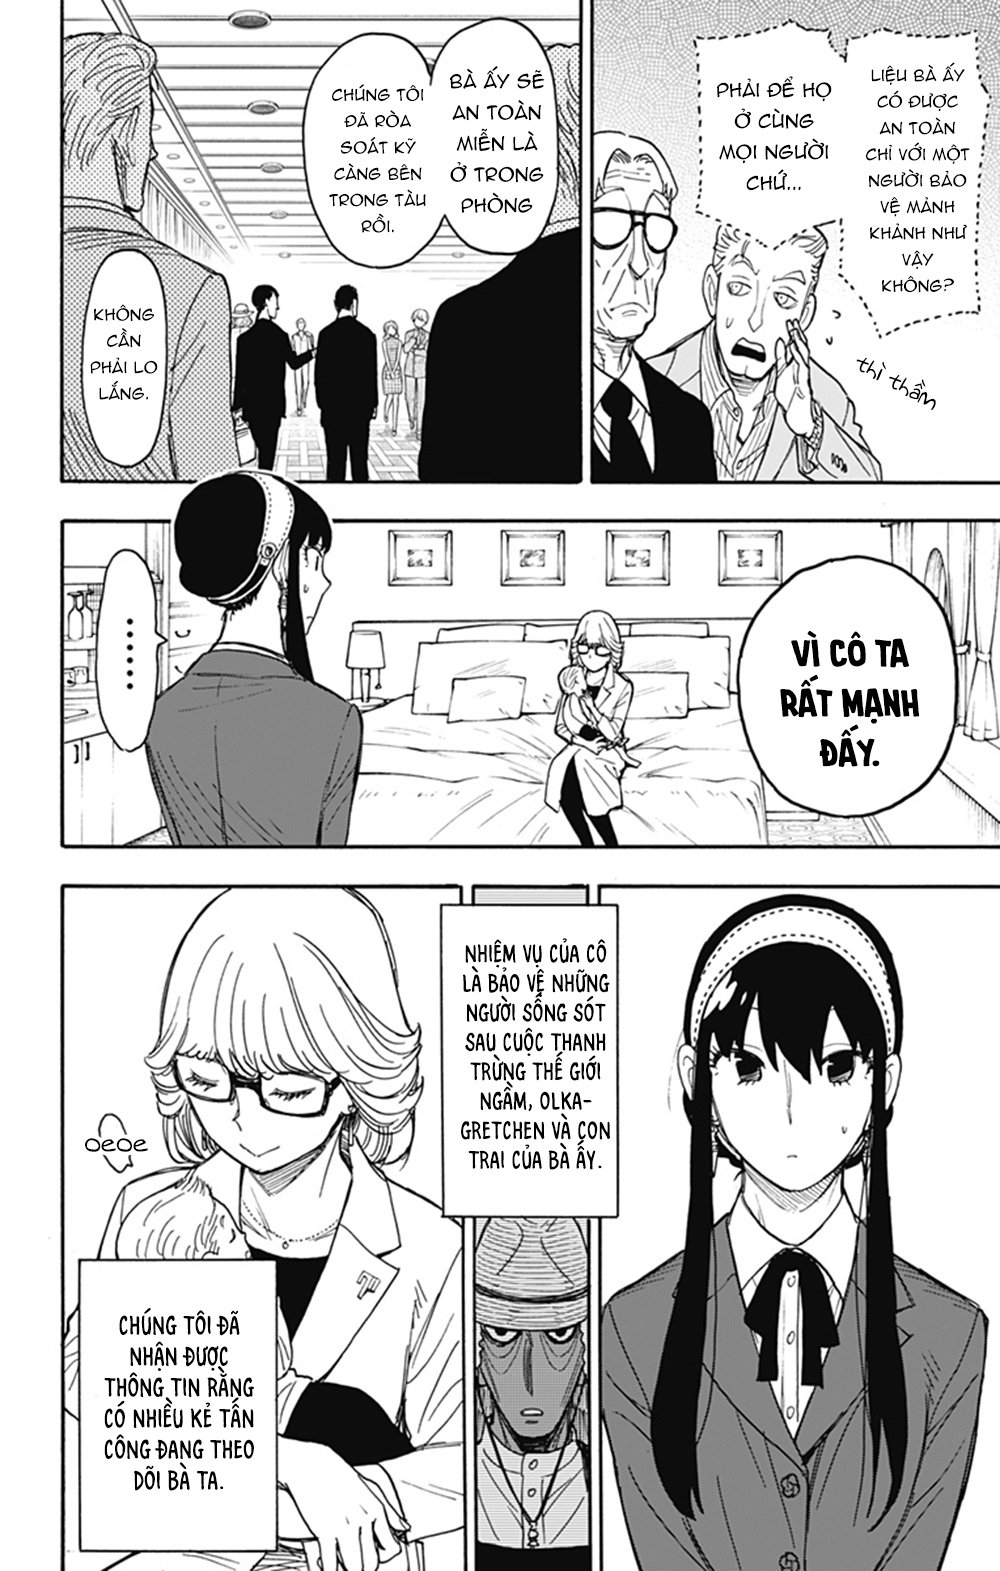 LIỆU BÀ ẤY
CÓ ĐƯỢC
AN TOÀN
CHỈ VỚI MỘT
NGƯỜI BẢO
VỆ MẢNH
KHẢNH NHƯ
VẬY
KHÔNG?
PHẢI ĐỂ HỌ
Ở CÙNG
MỌI NGƯỜI
CHỨ...
thì thầm
BÀ ẤY SẼ
AN TOÀN
MIỄN LÀ
Ở TRONG
PHÒNG
CHÚNG TÔI
ĐÃ RÒA
SOÁT KỸ
CÀNG BÊN
TRONG TÀU
RỒI.
KHÔNG
CẦN
PHẢI LO
LẮNG.
VÌ CÔ TA
RẤT MẠNH
ĐẤY.
......
NHIỆM VỤ CỦA CÔ
LÀ BẢO VỆ NHỮNG
NGƯỜI SỐNG SÓT
SAU CUỘC THANH
TRỪNG THẾ GIỚI
NGẦM, OLKA-
GRETCHEN VÀ CON
TRAI CỦA BÀ ẤY.
oeoe
CHÚNG TÔI ĐÃ
NHẬN ĐƯỢC
THÔNG TIN RẰNG
CÓ NHIỀU KẺ TẤN
CÔNG ĐANG THEO
DÕI BÀ TA.